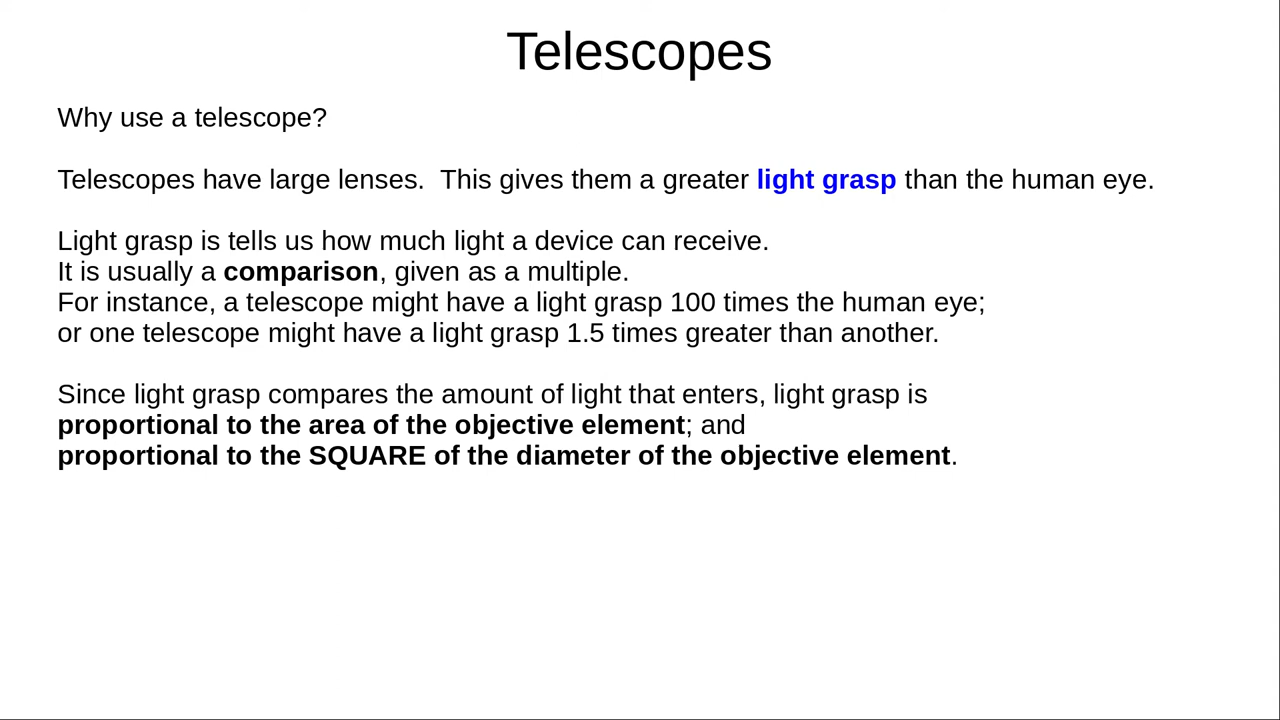 Telescopes
Why use a telescope?
Telescopes have large lenses.  This gives them a greater light grasp than the human eye.
Light grasp is tells us how much light a device can receive.
It is usually a comparison, given as a multiple.
For instance, a telescope might have a light grasp 100 times the human eye;
or one telescope might have a light grasp 1.5 times greater than another.
Since light grasp compares the amount of light that enters, light grasp is
proportional to the area of the objective element; and
proportional to the SQUARE of the diameter of the objective element.